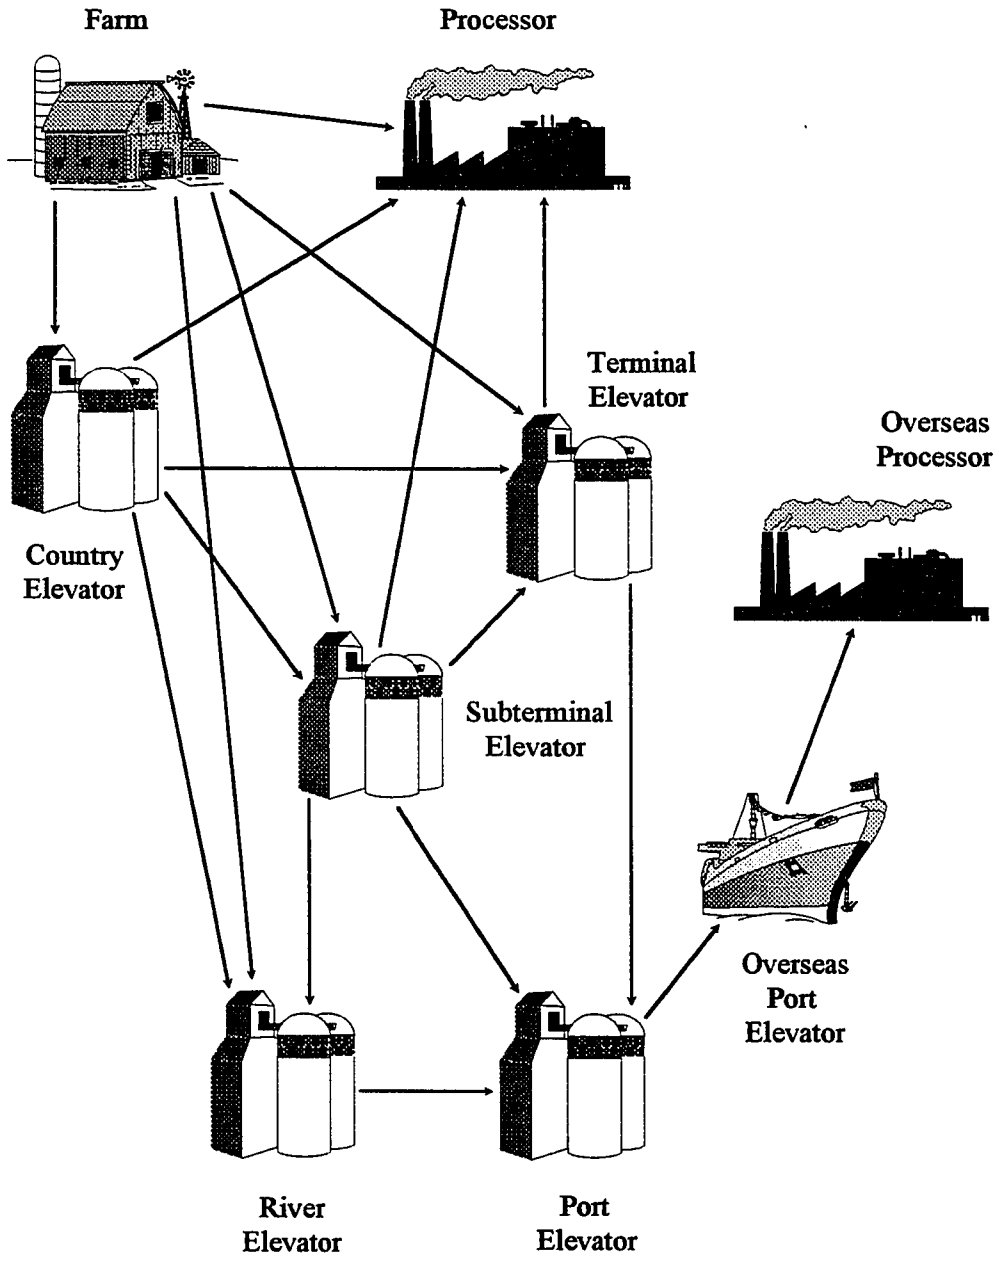 Farm
Processor
Terminal
Elevator
Overseas
Processor
Country
Elevator
Subterminal
Elevator
Overseas
Port
Elevator
River
Elevator
Port
Elevator